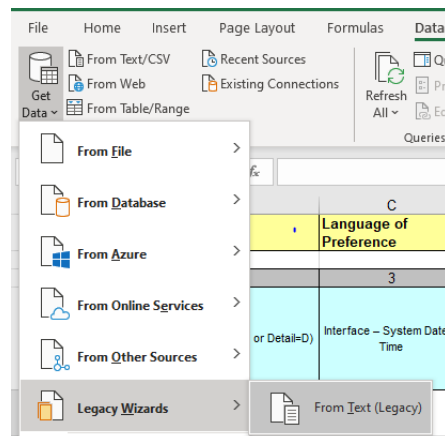 File Home Insert Page Layout Formulas Data
Get Data
From Text/CSV
From Web
From Table/Range
Recent Sources
Existing Connections
Refresh All
Queries
From File
From Database
From Azure
From Online Services
From Other Sources
Legacy Wizards
From Text (Legacy)
fx
C
Language of
Preference
3
or Detail=D)
Interface – System Date
Time